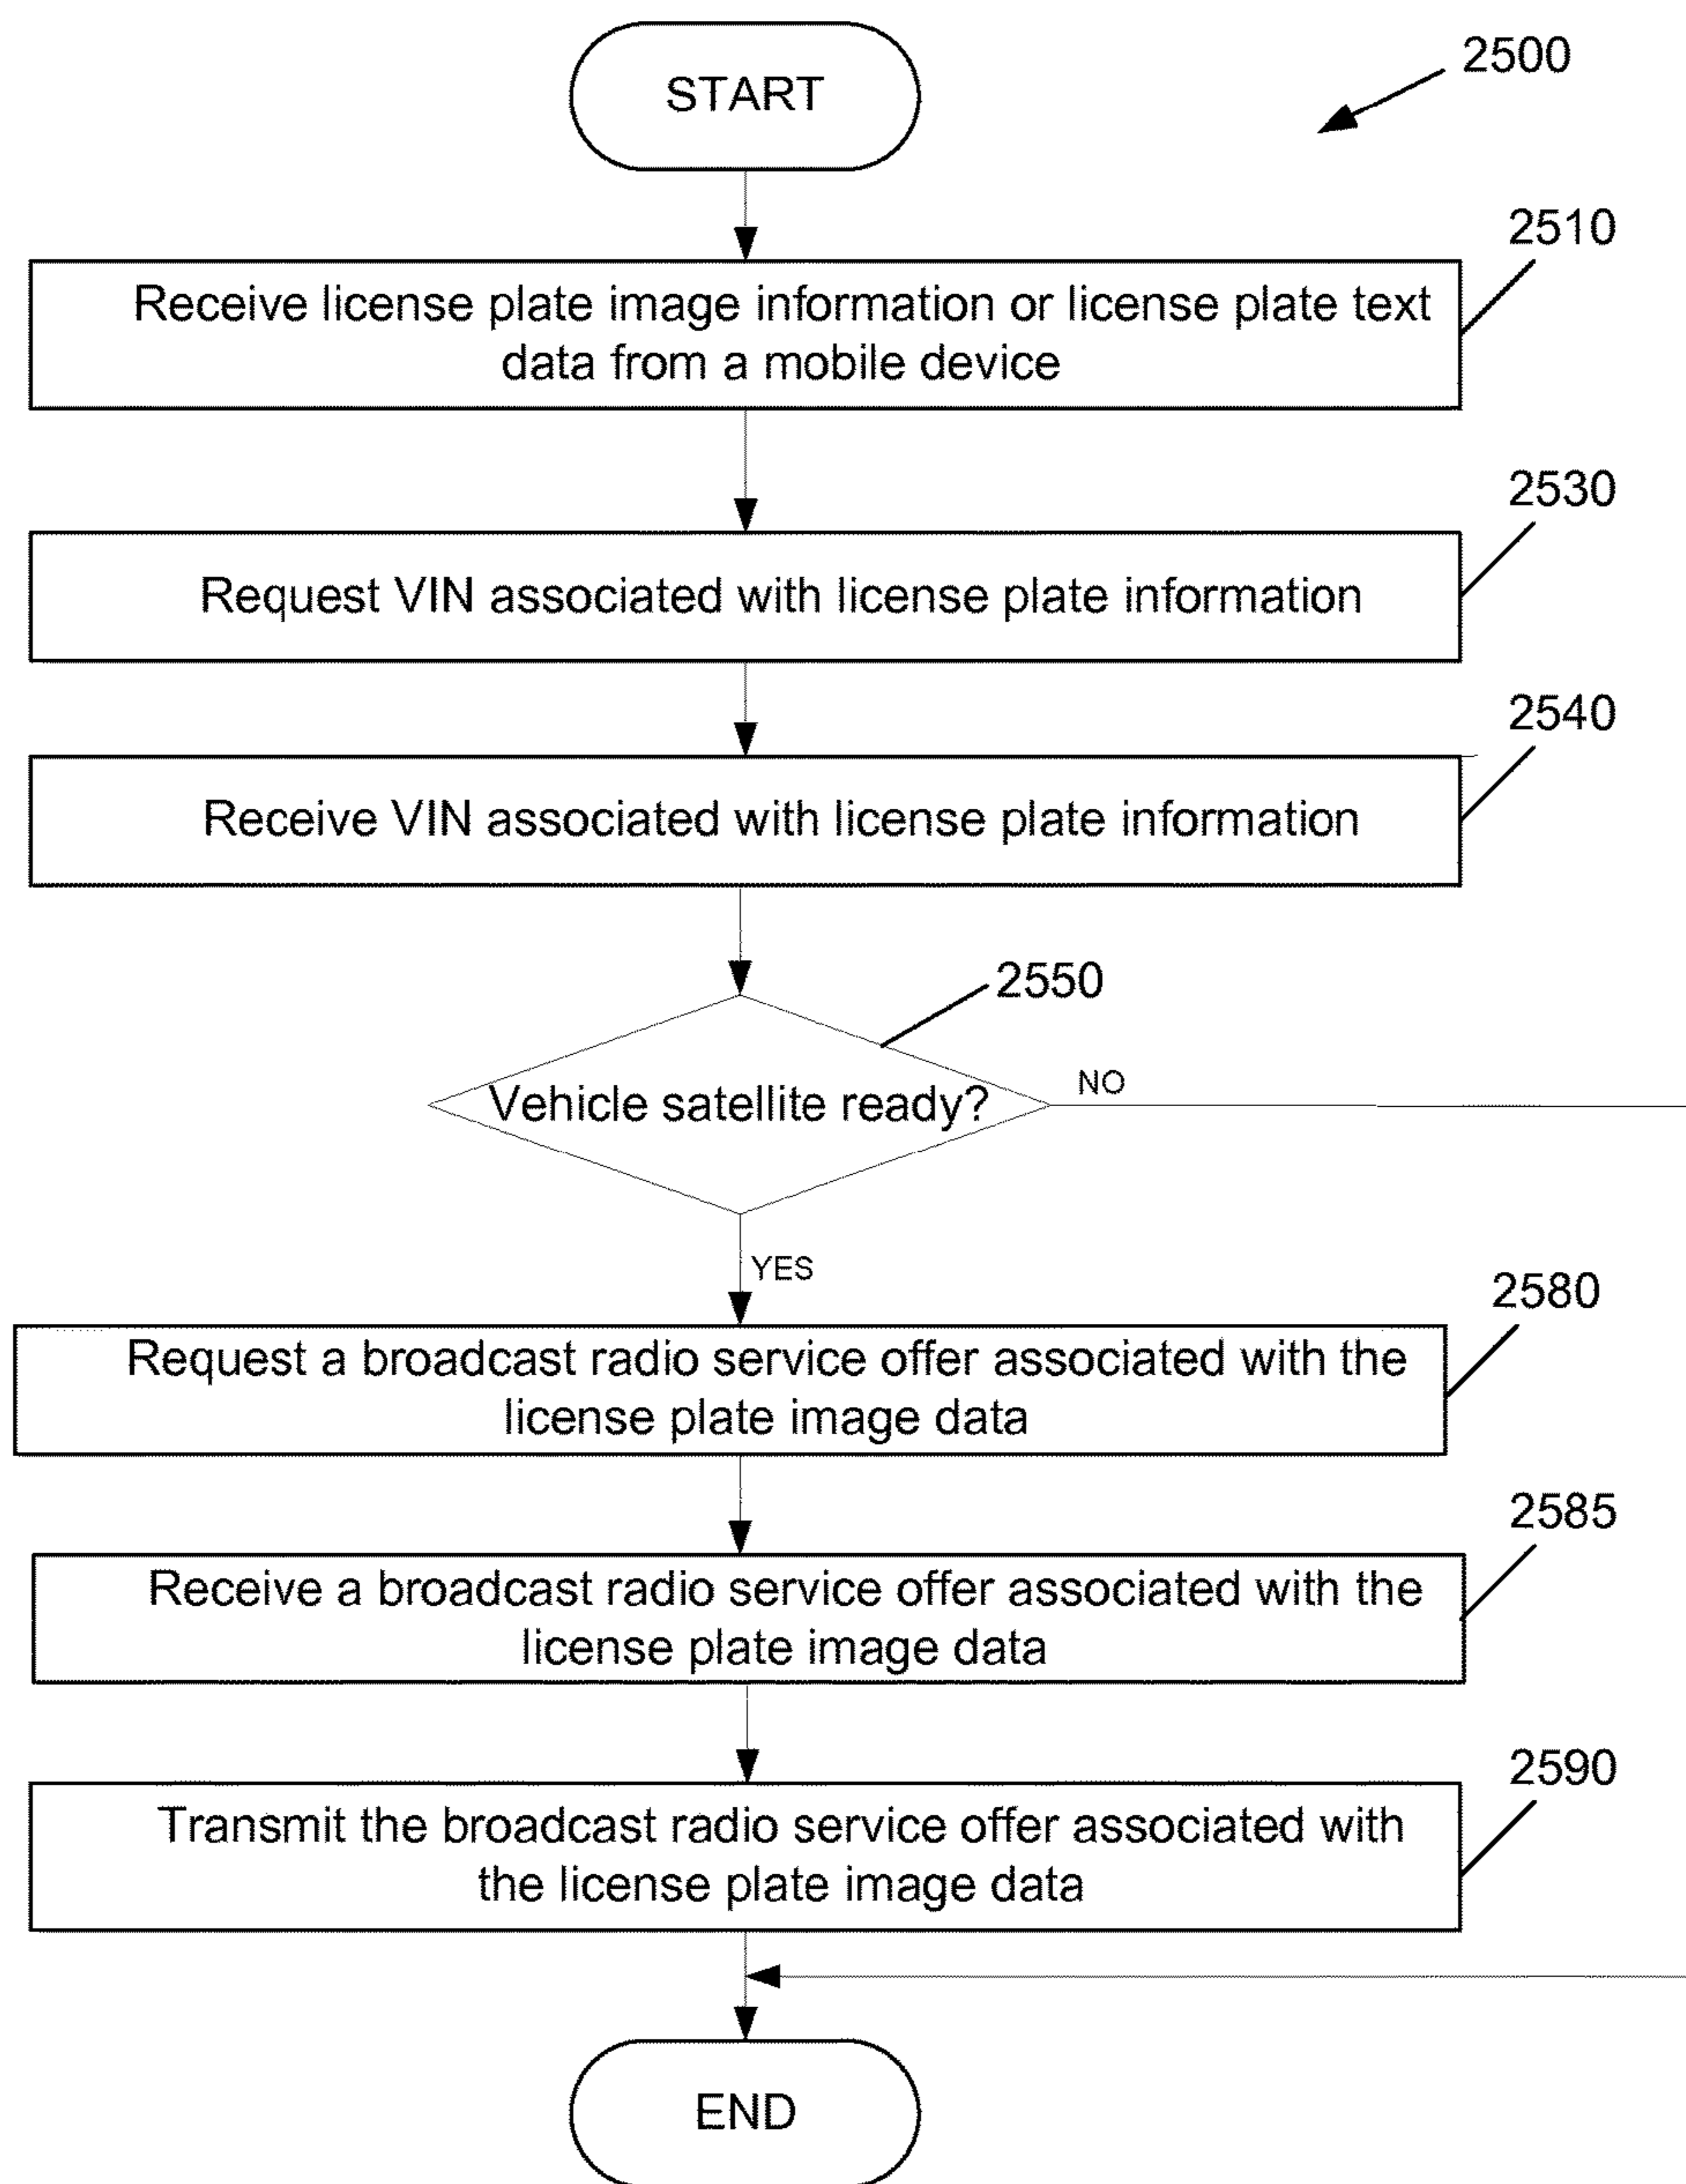 START
2500
2510
Receive license plate image information or license plate text
data from a mobile device
2530
Request VIN associated with license plate information
2540
Receive VIN associated with license plate information
2550
Vehicle satellite ready?
NO
YES
2580
Request a broadcast radio service offer associated with the
license plate image data
2585
Receive a broadcast radio service offer associated with the
license plate image data
2590
Transmit the broadcast radio service offer associated with
the license plate image data
END